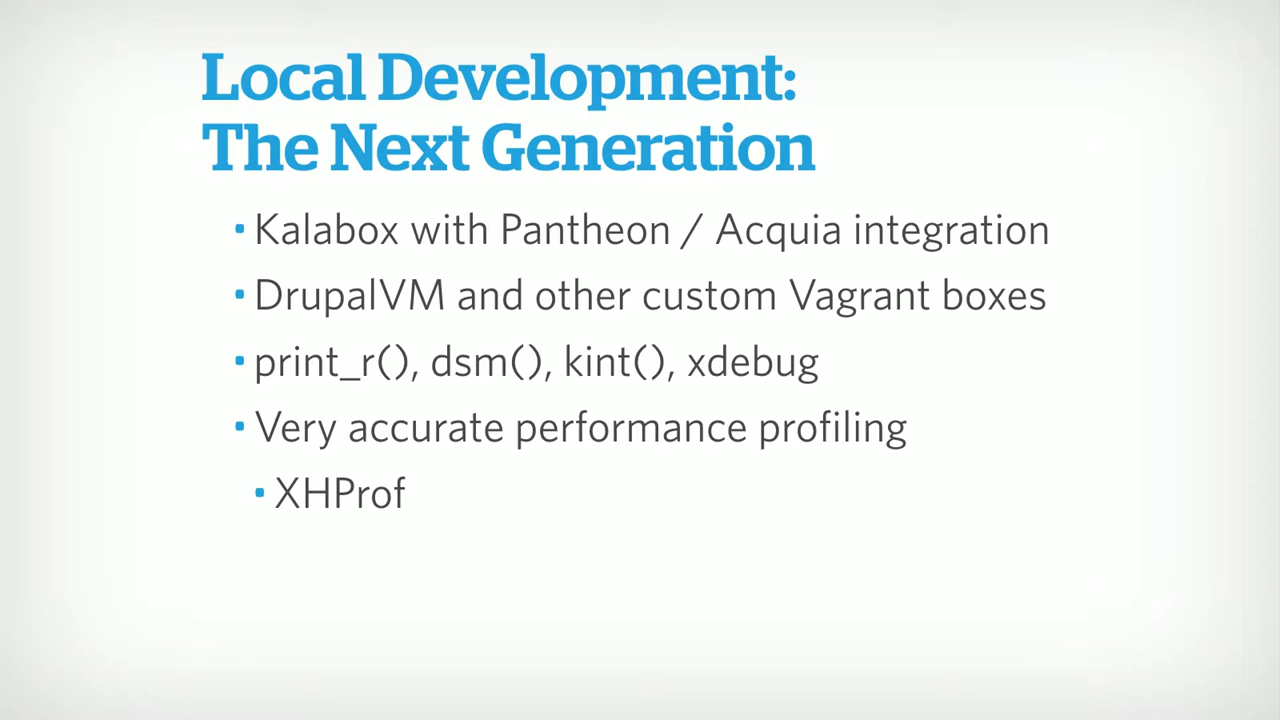 Local Development:
The Next Generation
• Kalabox with Pantheon / Acquia integration
• DrupalVM and other custom Vagrant boxes
• print_r(), dsm(), kint(), xdebug
• Very accurate performance profiling
• XHProf